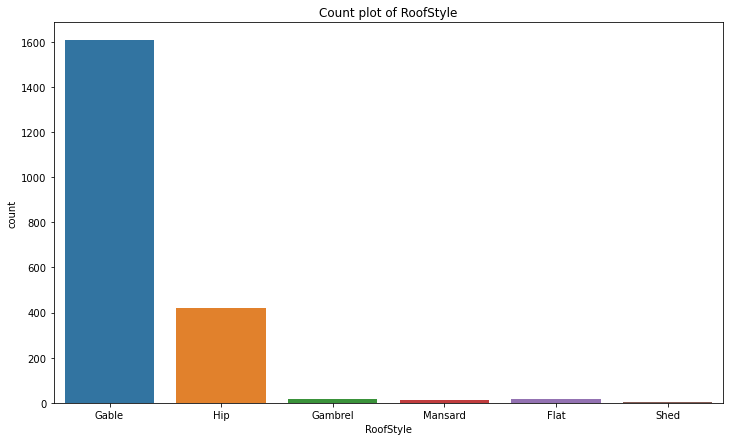 Count plot of RoofStyle
1600
1400
1200
1000
800
600
400
200
0
count
Gable Hip Gambrel Mansard Flat Shed
RoofStyle